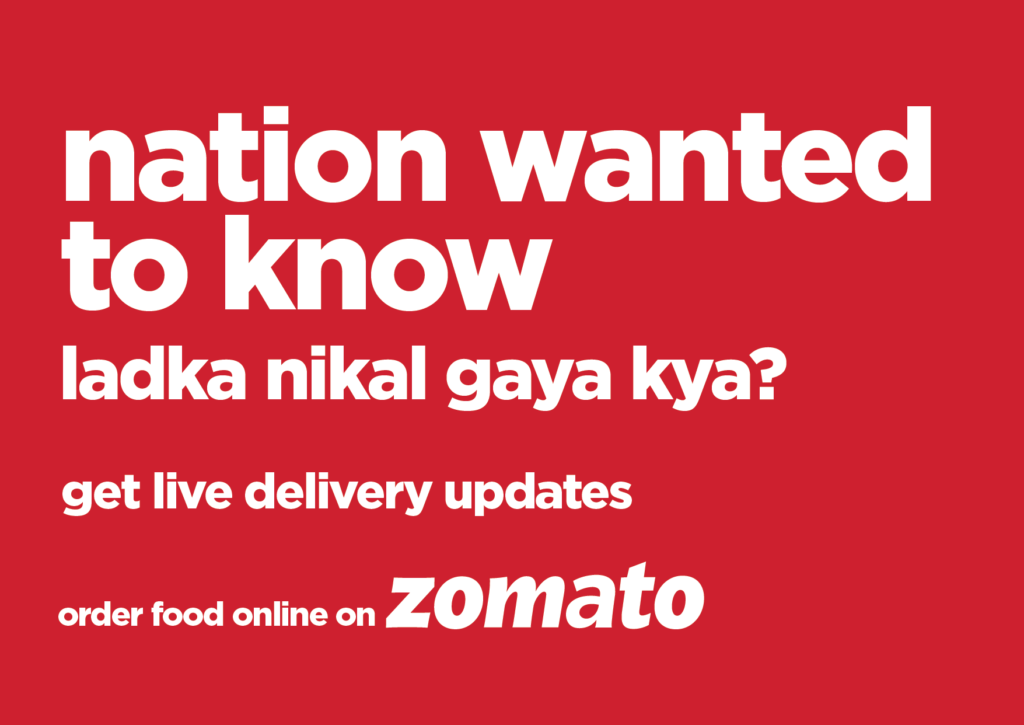 nation wanted
to know
ladka nikal gaya kya?
get live delivery updates
order food online on zomato